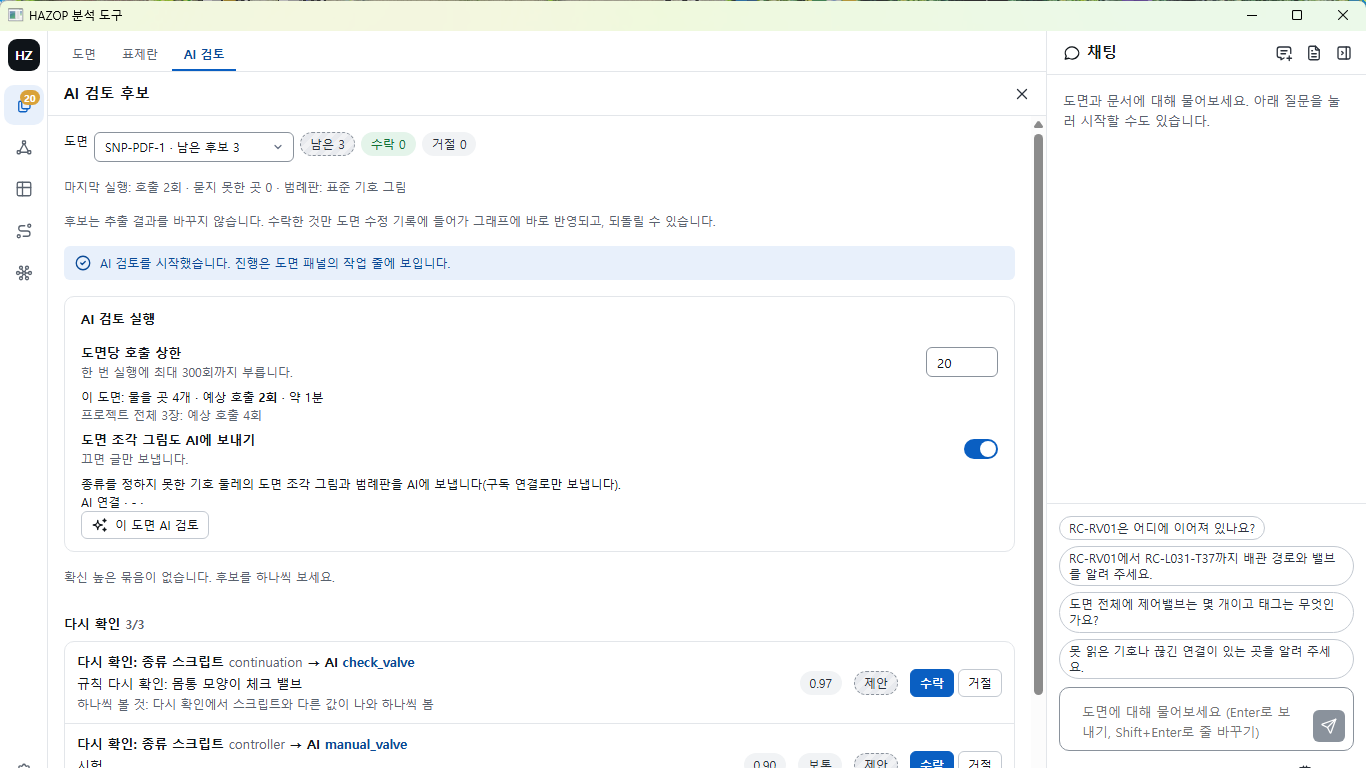 HAZOP 분석 도구
HZ
20
도면
표제란
AI 검토
AI 검토 후보
도면
SNP-PDF-1 · 남은 후보 3
남은 3
수락 0
거절 0
마지막 실행: 호출 2회 · 묻지 못한 곳 0 · 범례판: 표준 기호 그림
후보는 추출 결과를 바꾸지 않습니다. 수락한 것만 도면 수정 기록에 들어가 그래프에 바로 반영되고, 되돌릴 수 있습니다.
AI 검토를 시작했습니다. 진행은 도면 패널의 작업 줄에 보입니다.
AI 검토 실행
도면당 호출 상한
한 번 실행에 최대 300회까지 부릅니다.
20
이 도면: 물을 곳 4개 · 예상 호출 2회 · 약 1분
프로젝트 전체 3장: 예상 호출 4회
도면 조각 그림도 AI에 보내기
끄면 글만 보냅니다.
종류를 정하지 못한 기호 둘레의 도면 조각 그림과 범례판을 AI에 보냅니다(구독 연결로만 보냅니다).
AI 연결 · - ·
이 도면 AI 검토
확신 높은 묶음이 없습니다. 후보를 하나씩 보세요.
다시 확인 3/3
다시 확인: 종류 스크립트 continuation → AI check_valve
규칙 다시 확인: 몸통 모양이 체크 밸브
하나씩 볼 것: 다시 확인에서 스크립트와 다른 값이 나와 하나씩 봄
0.97
제안
수락
거절
다시 확인: 종류 스크립트 controller → AI manual_valve
시험
0.90
보통
제안
수락
거절
채팅
도면과 문서에 대해 물어보세요. 아래 질문을 눌
러 시작할 수도 있습니다.
RC-RV01은 어디에 이어져 있나요?
RC-RV01에서 RC-L031-T37까지 배관 경로와 밸브
를 알려 주세요.
도면 전체에 제어밸브는 몇 개이고 태그는 무엇인
가요?
못 읽은 기호나 끊긴 연결이 있는 곳을 알려 주세
요.
도면에 대해 물어보세요 (Enter로 보
내기, Shift+Enter로 줄 바꾸기)